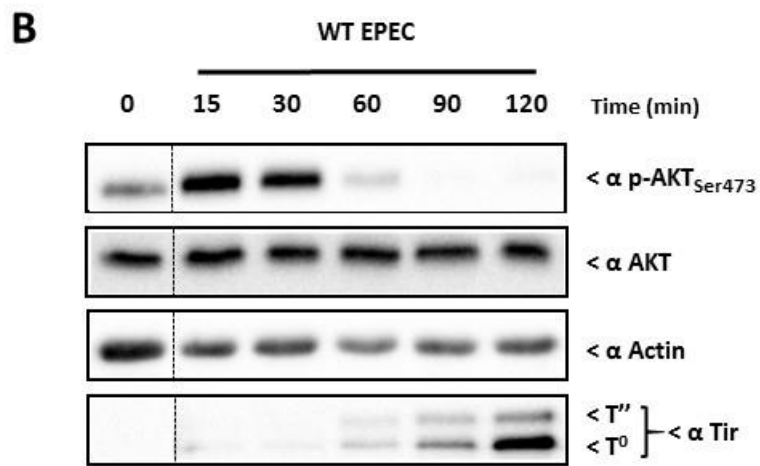 B
WT EPEC
0 15 30 60 90 120 Time (min)
< α p-AKTSer473
< α AKT
< α Actin
< T’’
< T⁰
< α Tir